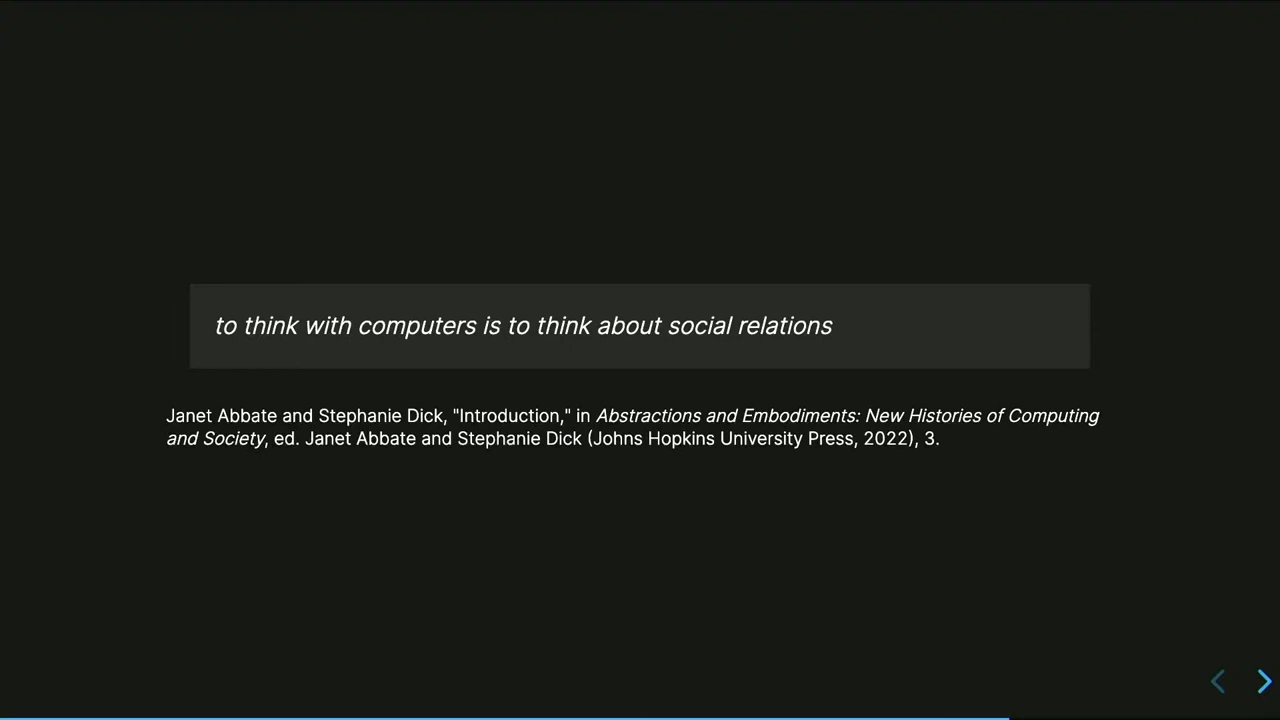 to think with computers is to think about social relations
Janet Abbate and Stephanie Dick, "Introduction," in Abstractions and Embodiments: New Histories of Computing
and Society, ed. Janet Abbate and Stephanie Dick (Johns Hopkins University Press, 2022), 3.